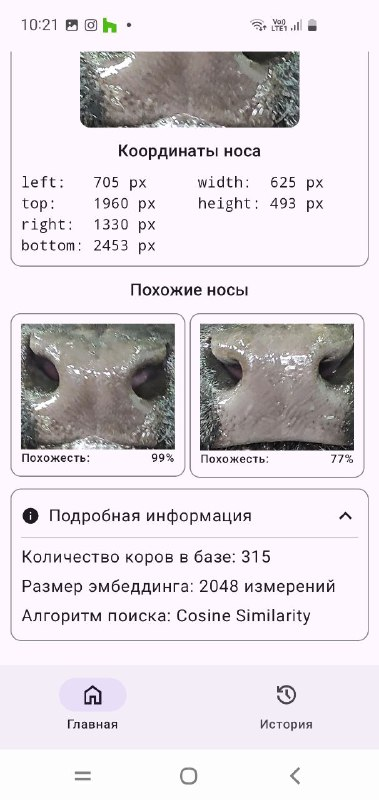 10:21
Vo))
LTE1
Координаты носа
left: 705 px width: 625 px
top: 1960 px height: 493 px
right: 1330 px
bottom: 2453 px
Похожие носы
Похожесть: 99%
Похожесть: 77%
Подробная информация
Количество коров в базе: 315
Размер эмбеддинга: 2048 измерений
Алгоритм поиска: Cosine Similarity
Главная
История